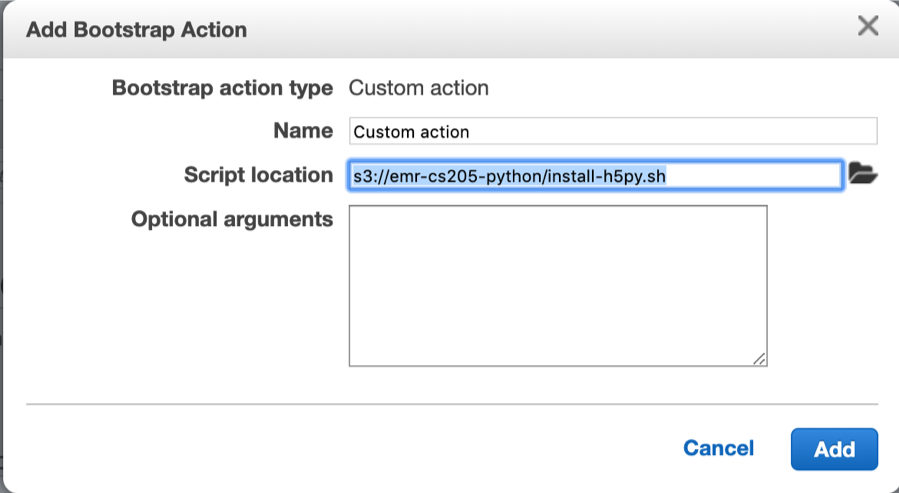 Add Bootstrap Action
Bootstrap action type Custom action
Name Custom action
Script location s3://emr-cs205-python/install-h5py.sh
Optional arguments
Cancel Add